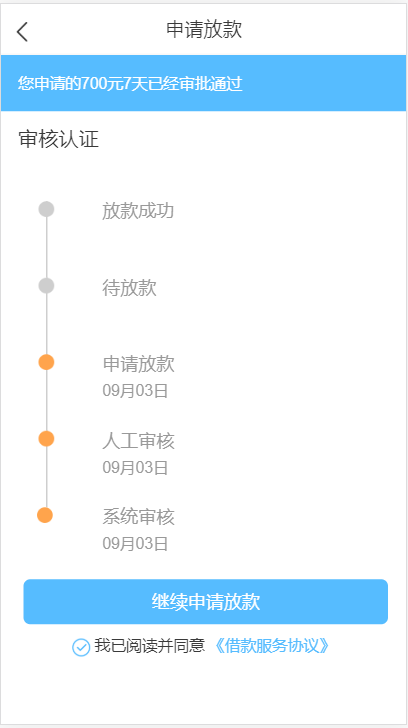 申请放款
您申请的700元7天已经审批通过
审核认证
放款成功
待放款
申请放款
09月03日
人工审核
09月03日
系统审核
09月03日
继续申请放款
我已阅读并同意 《借款服务协议》